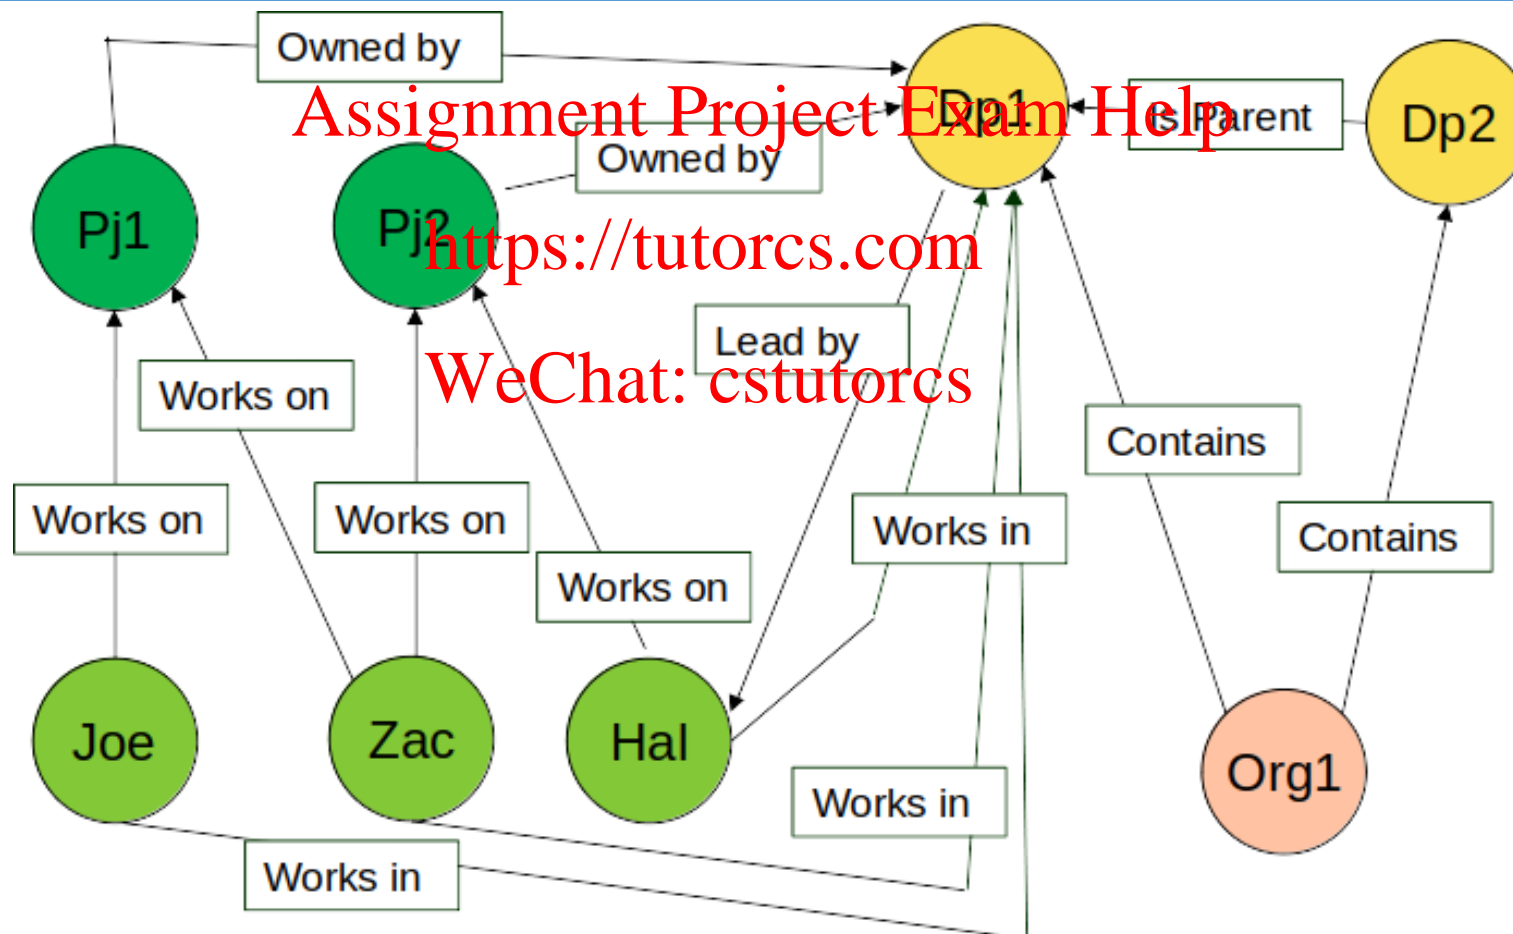 Owned by
Dp1
Assignment Project Exam Help
Is Parent
Dp2
Owned by
Pj1
Pj2
https://tutorcs.com
Lead by
WeChat: cstutorcs
Works on
Contains
Works on
Works on
Works in
Contains
Works on
Joe
Zac
Hal
Org1
Works in
Works in